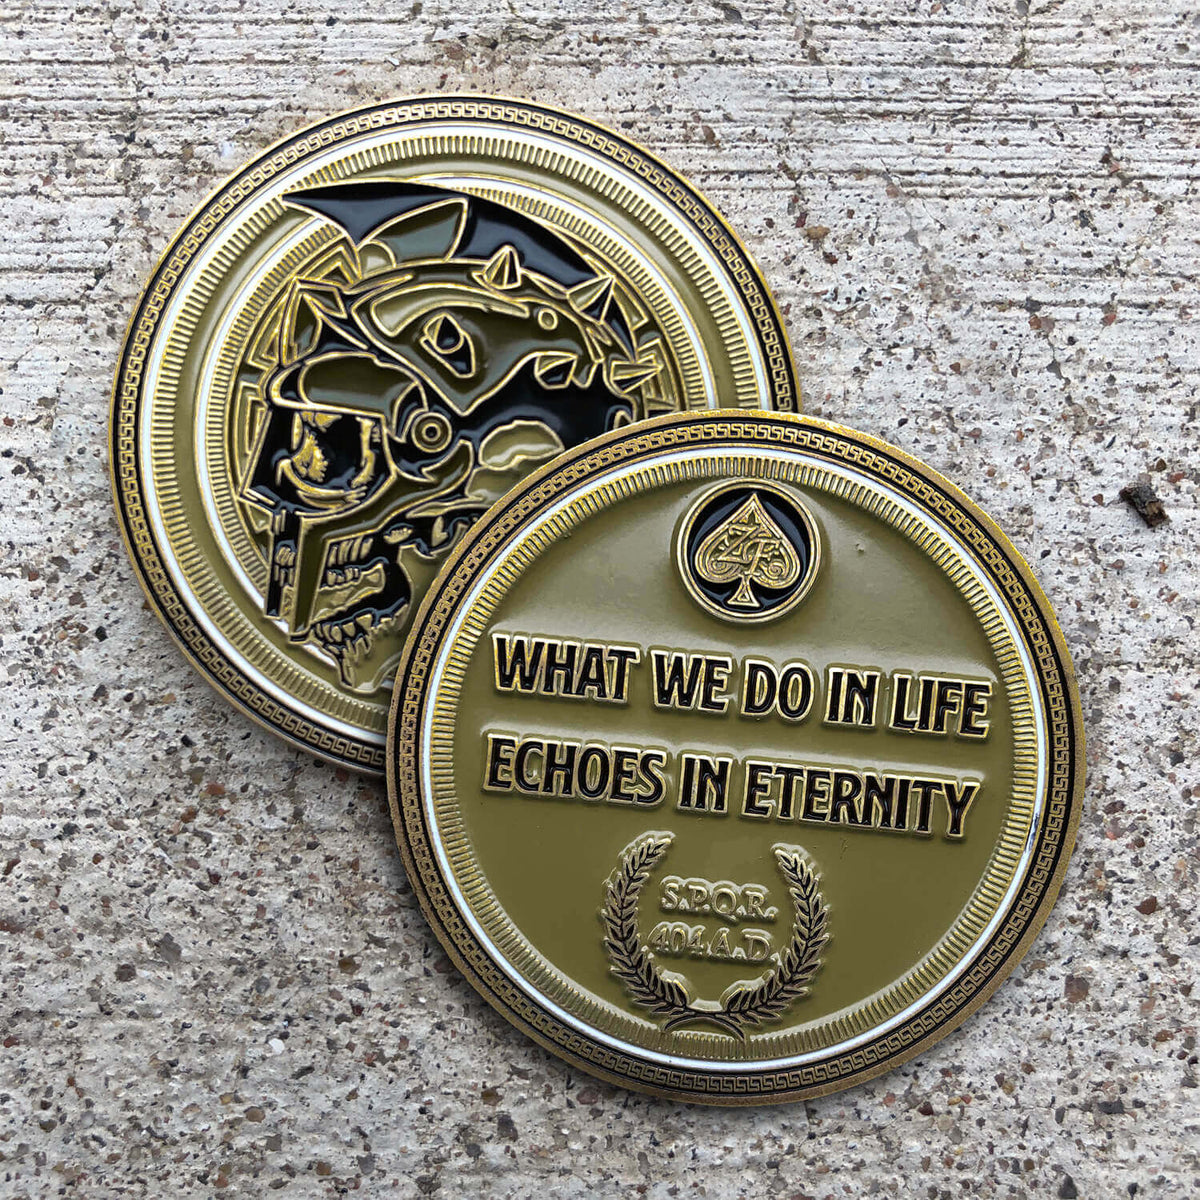 WHAT WE DO IN LIFE
ECHOES IN ETERNITY
S.P.Q.R.
404 A.D.